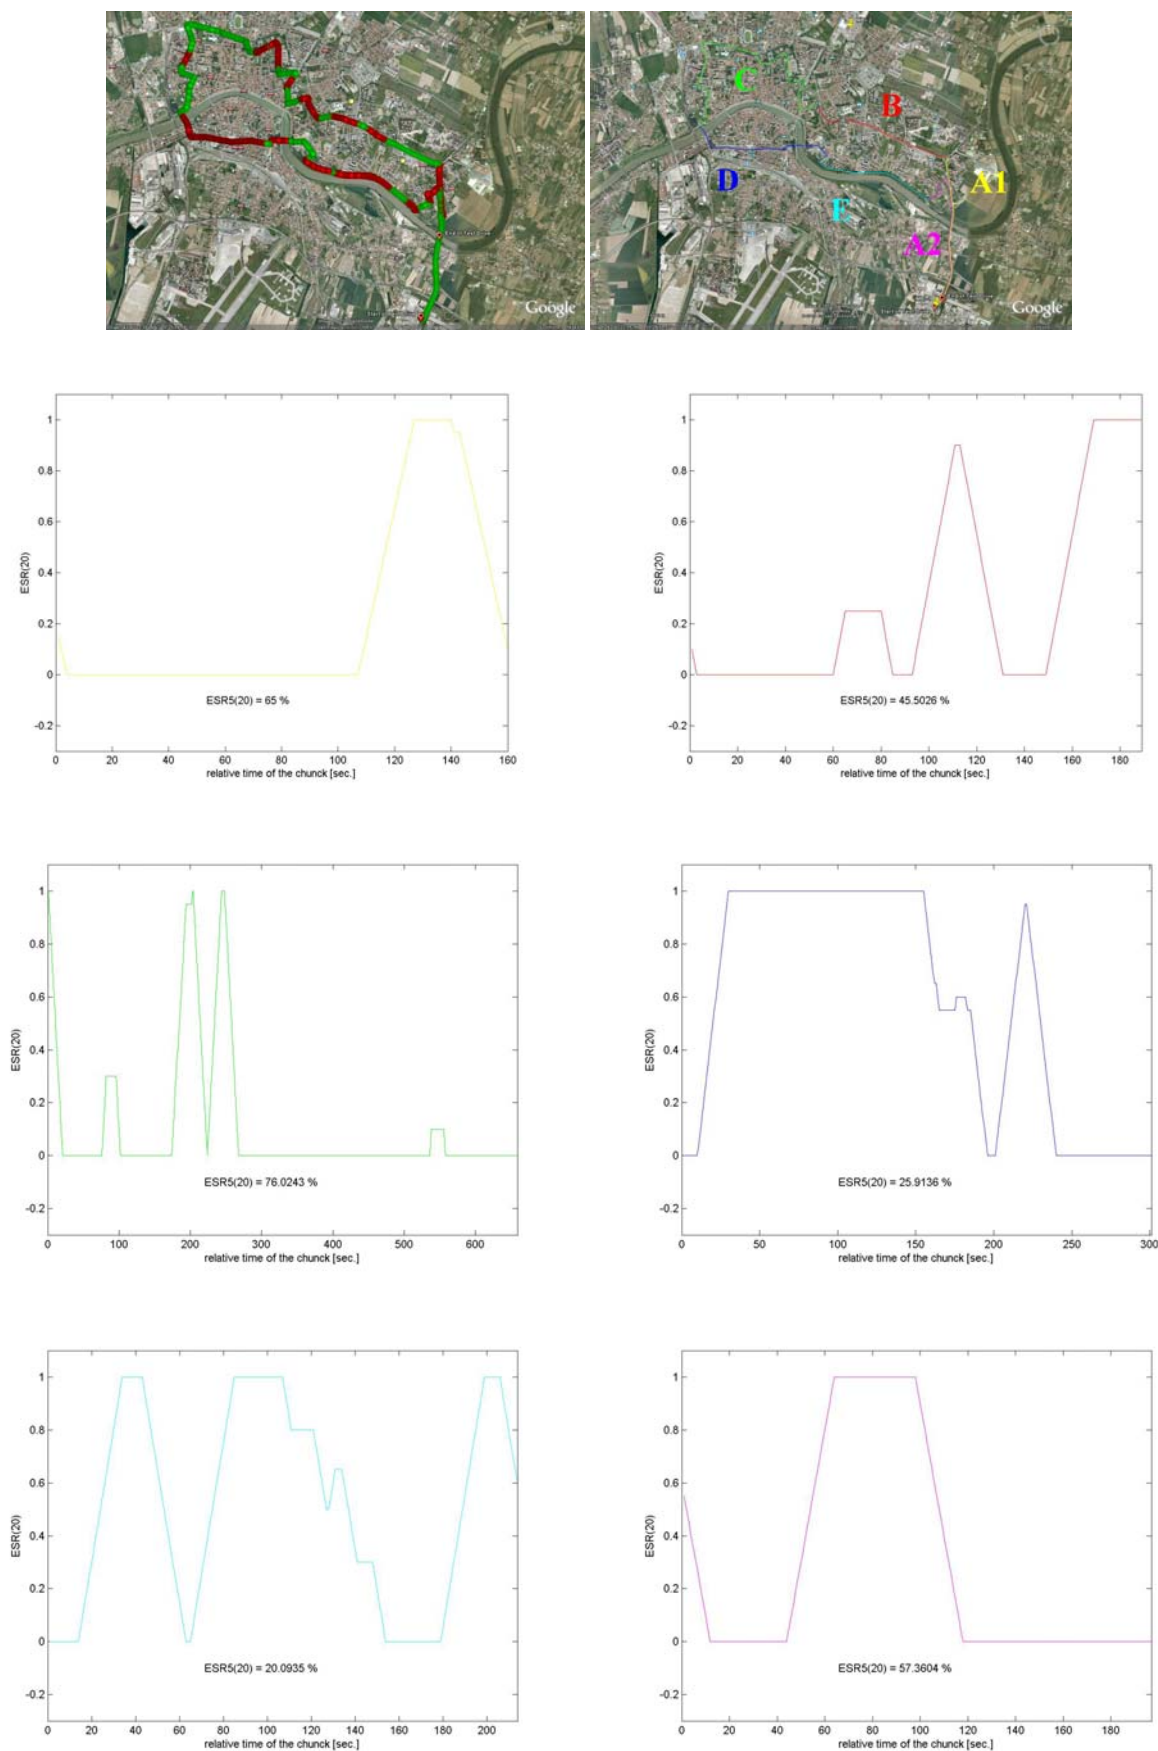 End of Test Drive
Google
C
B
D
A1
E
A2
Google
1
0.8
0.6
0.4
0.2
0
-0.2
ESR(20)
ESR5(20) = 65 %
0 20 40 60 80 100 120 140 160
relative time of the chunck [sec.]
1
0.8
0.6
0.4
0.2
0
-0.2
ESR(20)
ESR5(20) = 45.5026 %
0 20 40 60 80 100 120 140 160 180
relative time of the chunck [sec.]
1
0.8
0.6
0.4
0.2
0
-0.2
ESR(20)
ESR5(20) = 76.0243 %
0 100 200 300 400 500 600
relative time of the chunck [sec.]
1
0.8
0.6
0.4
0.2
0
-0.2
ESR(20)
ESR5(20) = 25.9136 %
0 50 100 150 200 250 300
relative time of the chunck [sec.]
1
0.8
0.6
0.4
0.2
0
-0.2
ESR(20)
ESR5(20) = 20.0935 %
0 20 40 60 80 100 120 140 160 180 200
relative time of the chunck [sec.]
1
0.8
0.6
0.4
0.2
0
-0.2
ESR(20)
ESR5(20) = 57.3604 %
0 20 40 60 80 100 120 140 160 180
relative time of the chunck [sec.]